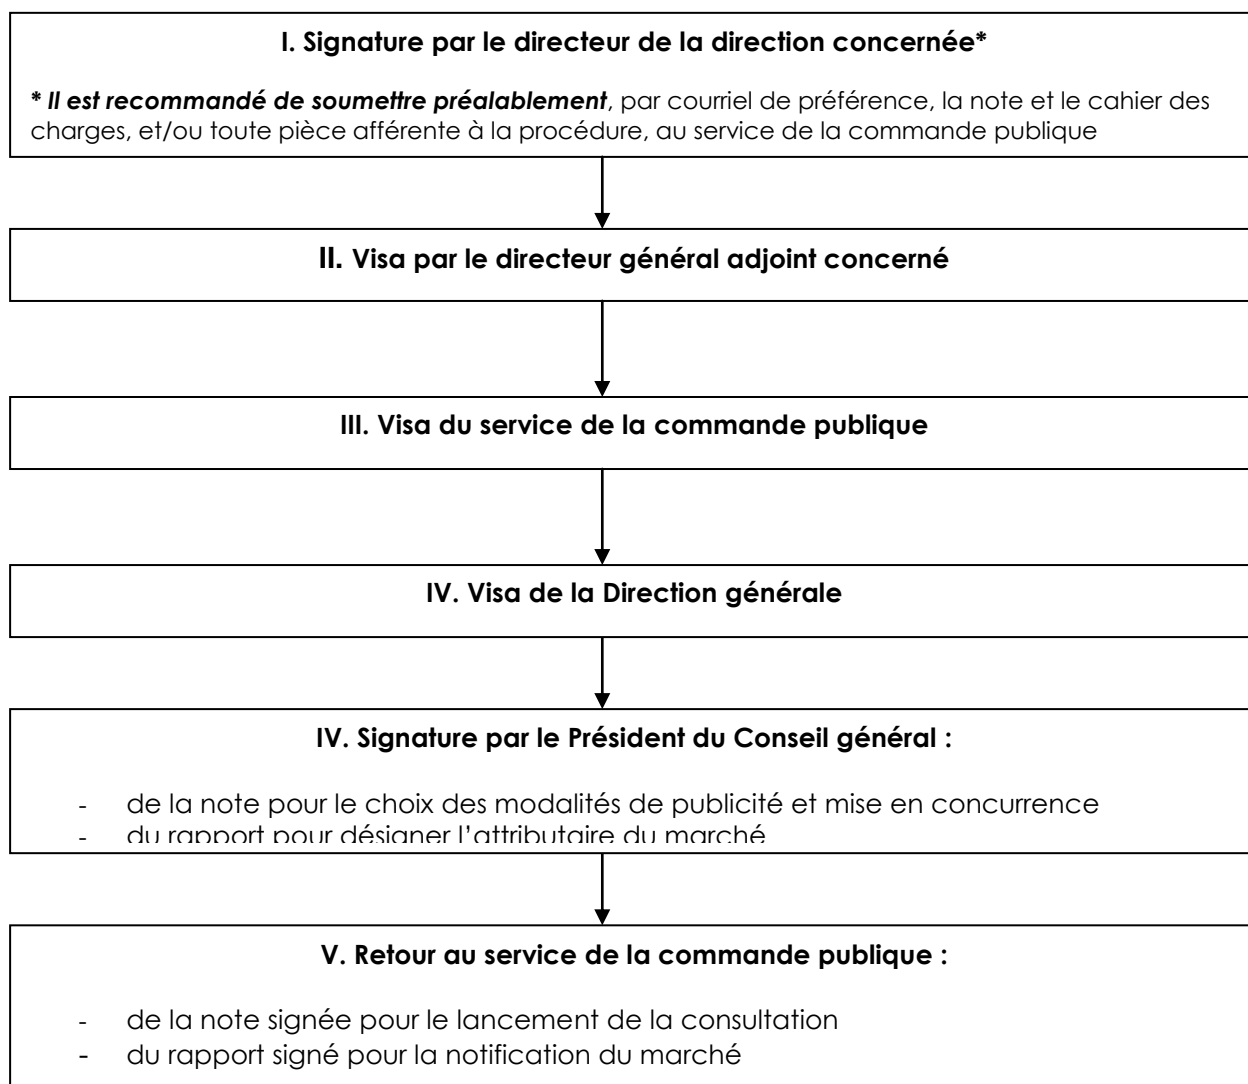 I. Signature par le directeur de la direction concernée*
* Il est recommandé de soumettre préalablement, par courriel de préférence, la note et le cahier des
charges, et/ou toute pièce afférente à la procédure, au service de la commande publique
II. Visa par le directeur général adjoint concerné
III. Visa du service de la commande publique
IV. Visa de la Direction générale
IV. Signature par le Président du Conseil général :
- de la note pour le choix des modalités de publicité et mise en concurrence
- du rapport pour désigner l'attributaire du marché
V. Retour au service de la commande publique :
- de la note signée pour le lancement de la consultation
- du rapport signé pour la notification du marché